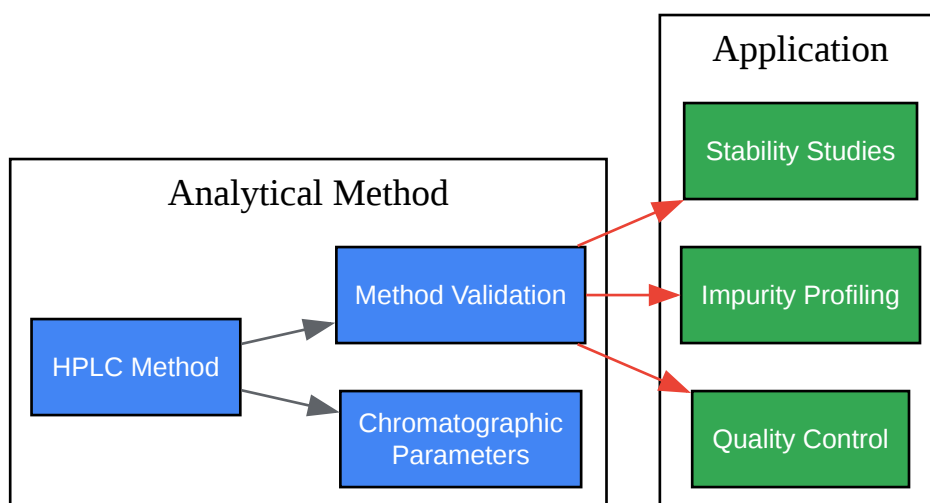 Analytical Method
HPLC Method
Method Validation
Chromatographic
Parameters
Application
Stability Studies
Impurity Profiling
Quality Control